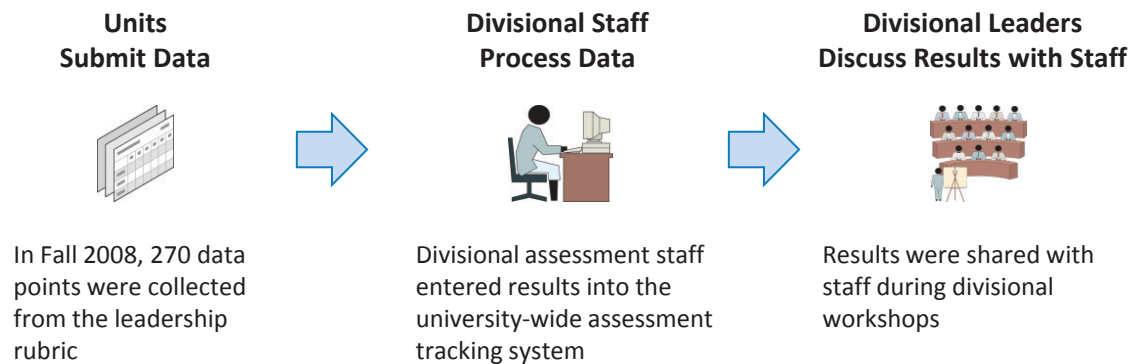 Units
Submit Data
Divisional Staff
Process Data
Divisional Leaders
Discuss Results with Staff
In Fall 2008, 270 data
points were collected
from the leadership
rubric
Divisional assessment staff
entered results into the
university-wide assessment
tracking system
Results were shared with
staff during divisional
workshops